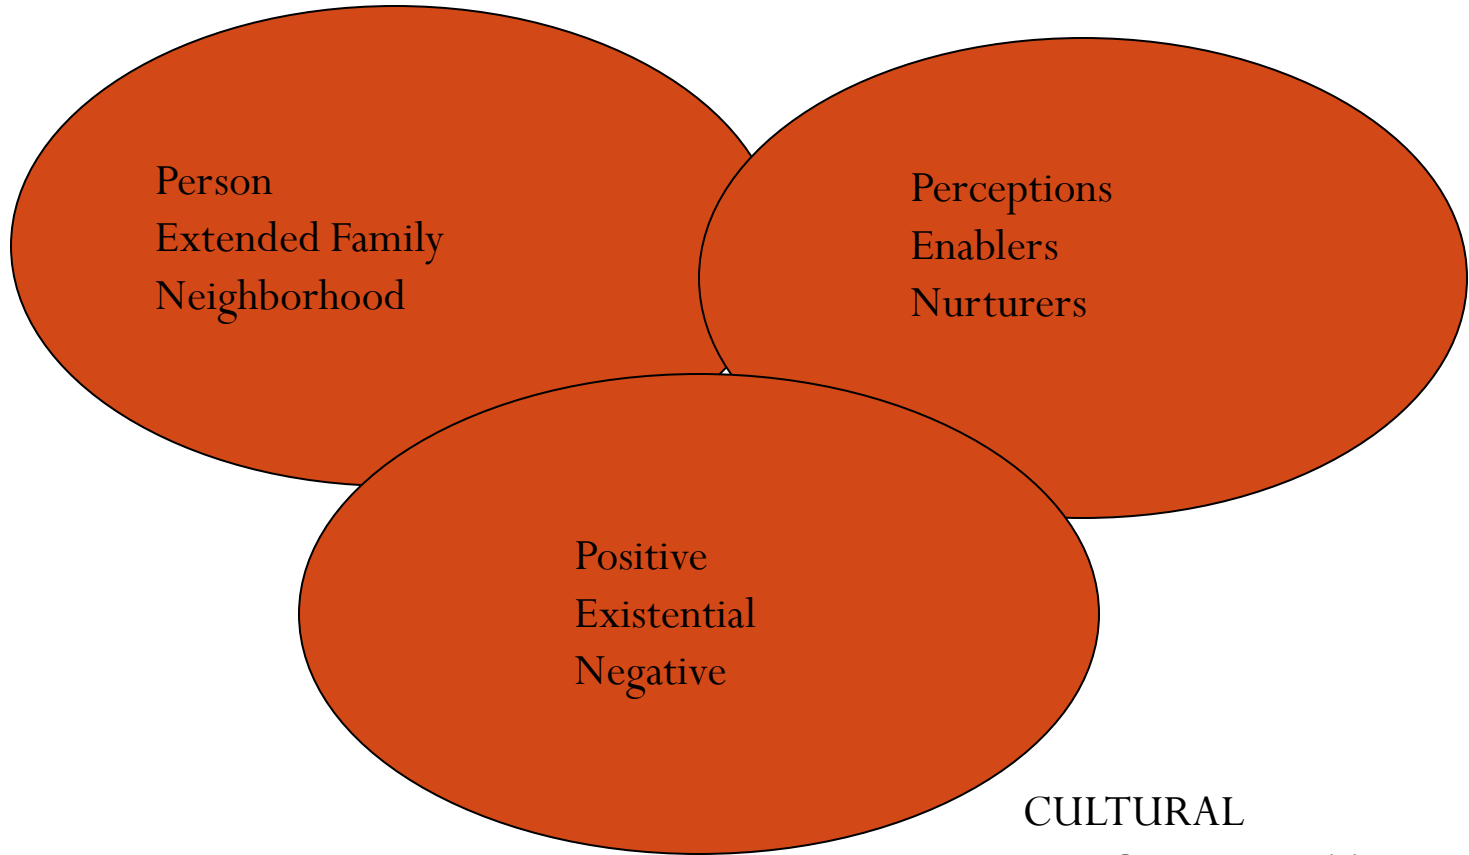 Person
Extended Family
Neighborhood
Perceptions
Enablers
Nurturers
Positive
Existential
Negative
CULTURAL